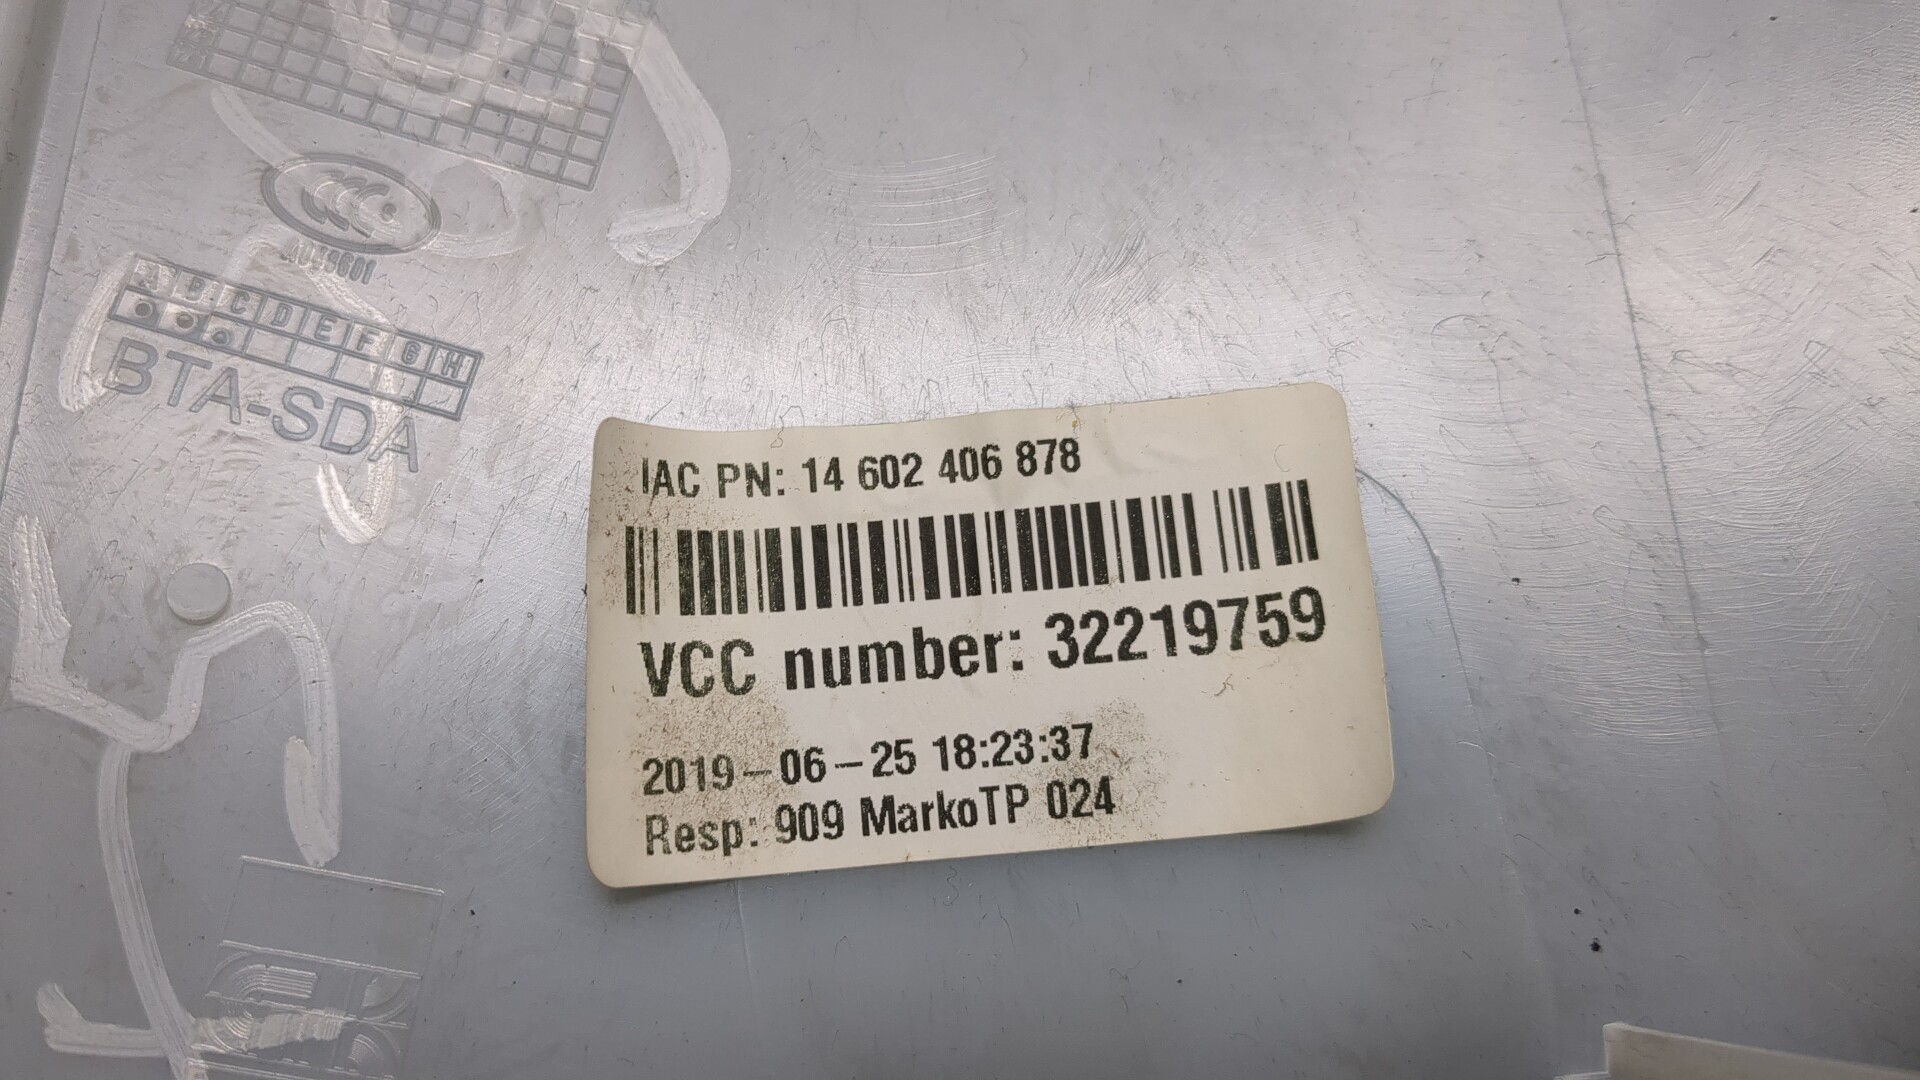 CCC
A B C D E F G H
BTA-SDA
IAC PN: 14 602 406 878
VCC number: 32219759
2019-06-25 18:23:37
Resp: 909 MarkoTP 024